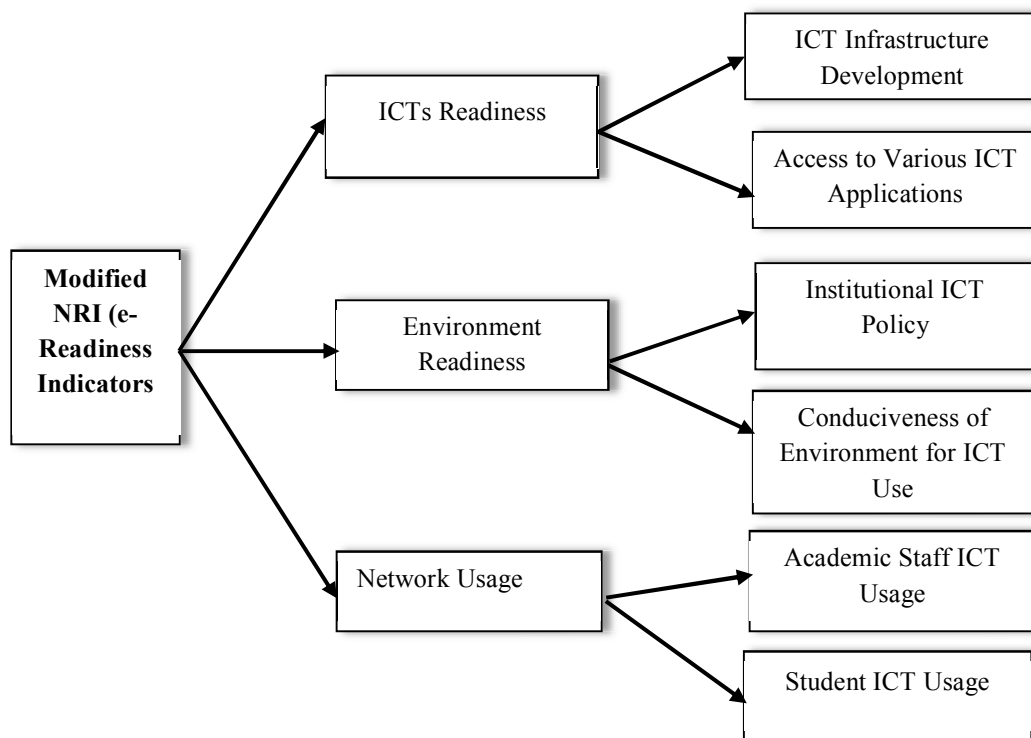 Modified
NRI (e-
Readiness
Indicators
ICTs Readiness
ICT Infrastructure
Development
Access to Various ICT
Applications
Environment
Readiness
Institutional ICT
Policy
Conduciveness of
Environment for ICT
Use
Network Usage
Academic Staff ICT
Usage
Student ICT Usage